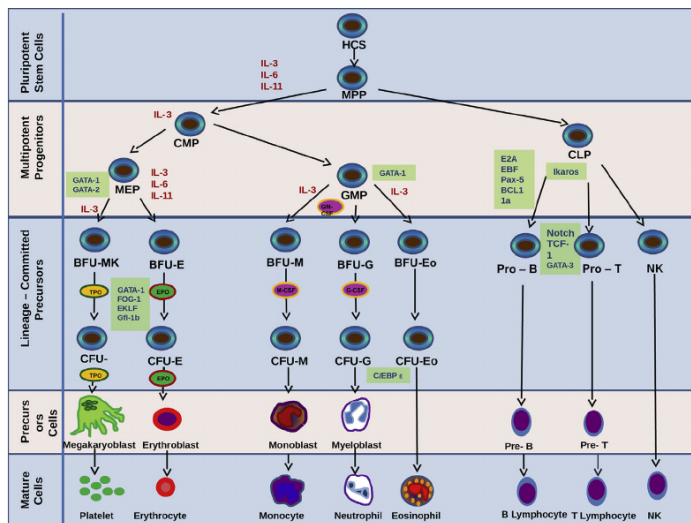 Pluripotent
Stem Cells
HCS
IL-3
IL-6
IL-11
MPP
Multipotent
Progenitors
IL- 3
CMP
CLP
GATA-1
GATA-2
MEP
IL-3
IL-6
IL-11
IL-3
GMP
GATA-1
IL-3
IL-3
GM-
CSF
E2A
EBF
Pax-5
BCL1
1a
Ikaros
Lineage – Committed
Precursors
BFU-MK
BFU-E
BFU-M
BFU-G
BFU-Eo
Notch
TCF-
1
GATA-3
Pro – B
Pro – T
NK
TPO
GATA-1
FOG-1
EKLF
Gfl-1b
EPO
M-CSF
G-CSF
CFU-
CFU-E
CFU-M
CFU-G
CFU-Eo
TPO
EPO
C/EBP ε
Precurs
ors Cells
Megakaryoblast
Erythroblast
Monoblast
Myeloblast
Pre- B
Pre- T
Mature
Cells
Platelet
Erythrocyte
Monocyte
Neutrophil
Eosinophil
B Lymphocyte
T Lymphocyte
NK